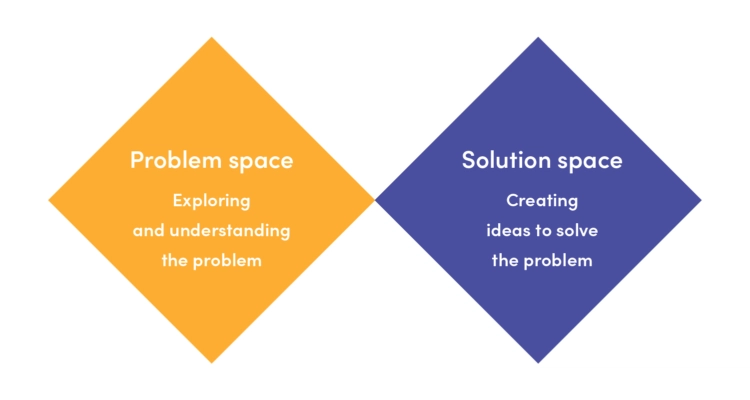 Problem space
Exploring
and understanding
the problem
Solution space
Creating
ideas to solve
the problem